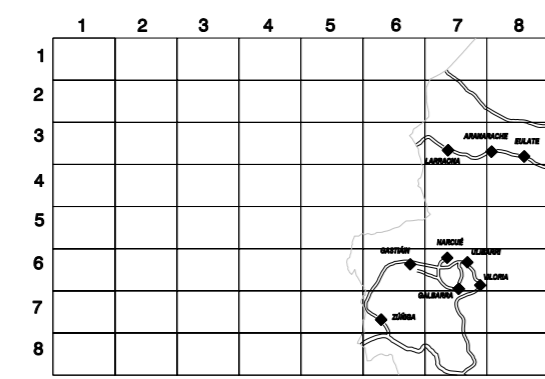 1 2 3 4 5 6 7 8
1
2
3
ARANARACHE
EULATE
LARRAONA
4
5
6
NARCUÉ
GASTIÁIN
ULIBARRI
VILORIA
GALBARRA
7
ZÚÑIGA
8